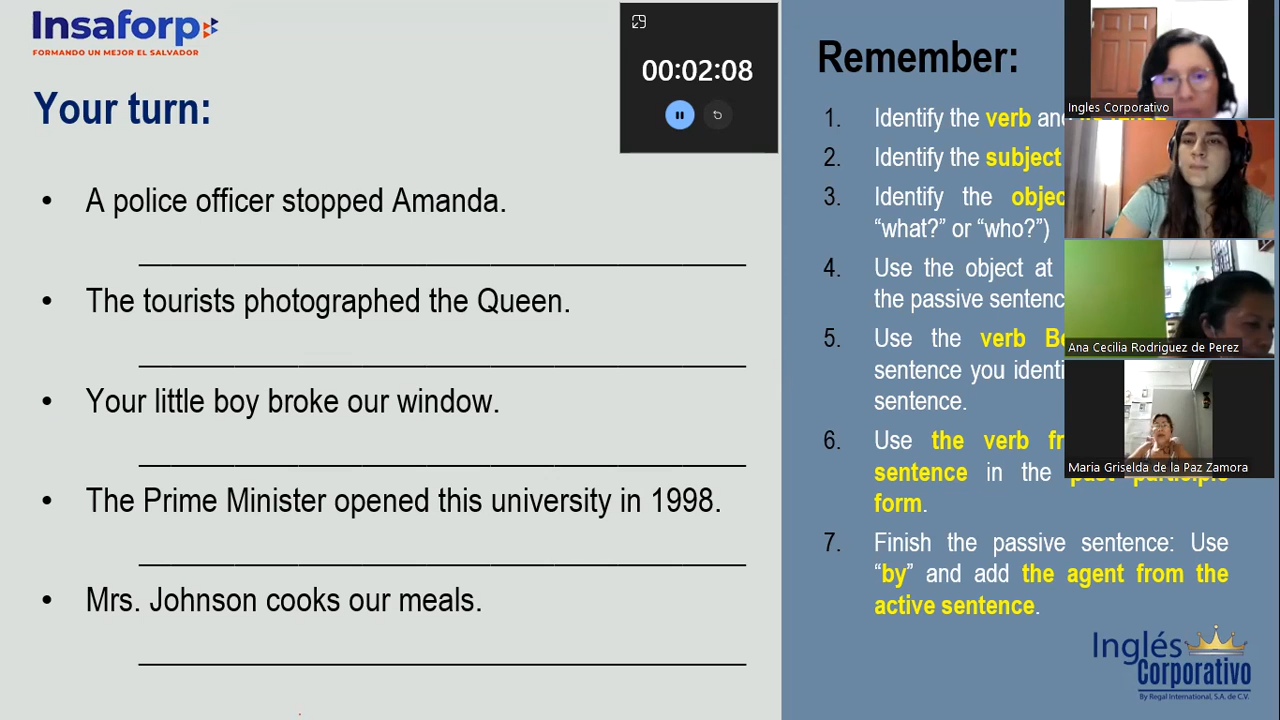 Insaforp
FORMANDO UN MEJOR EL SALVADOR
Your turn:
• A police officer stopped Amanda.
• The tourists photographed the Queen.
• Your little boy broke our window.
• The Prime Minister opened this university in 1998.
• Mrs. Johnson cooks our meals.
00:02:08
Remember:
1. Identify the verb and
2. Identify the subject
3. Identify the
“what?” or “who?”)
4. Use the object at
the passive
5. Use the verb
sentence you
sentence.
6. Use the verb
sentence in the past participle
form.
7. Finish the passive sentence: Use
“by” and add the agent from the
active sentence.
Inglés
Corporativo
By Regal International, S.A. de C.V.
Ingles Corporativo
Ana Cecilia Rodriguez de Perez
Maria Griselda de la Paz Zamora